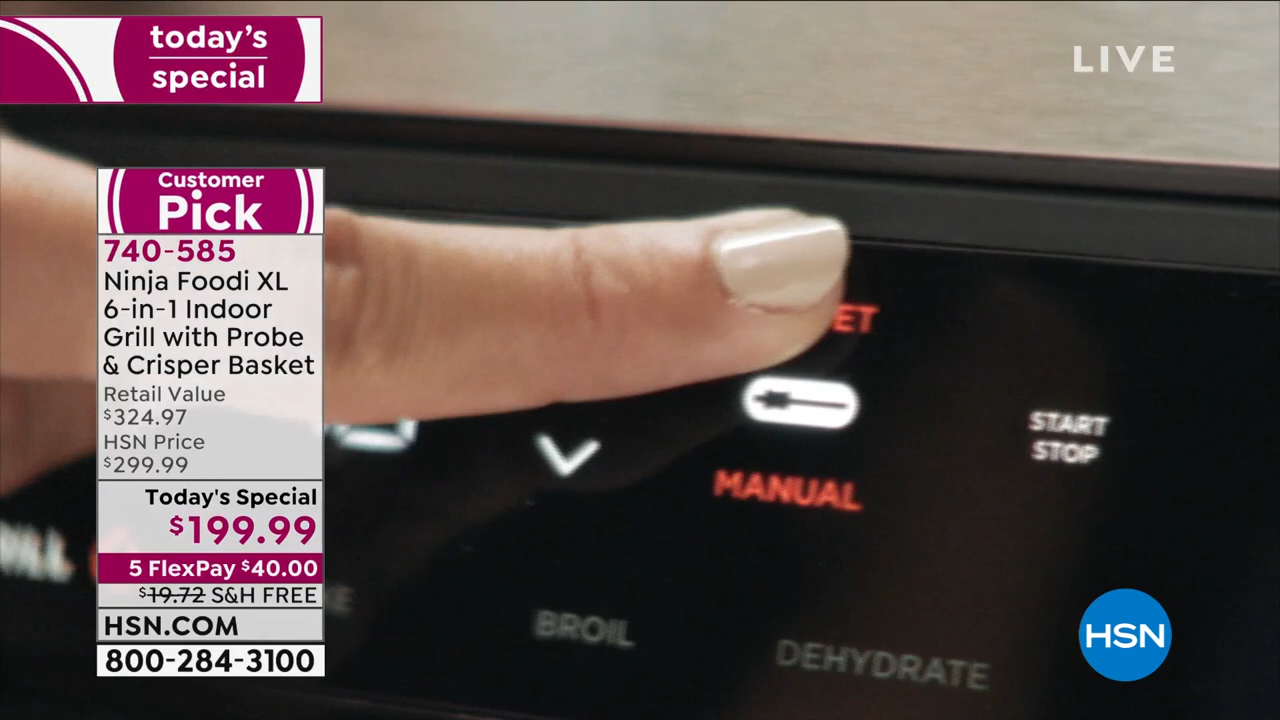 today's
special
LIVE
Customer
Pick
740-585
Ninja Foodi XL
6-in-1 Indoor
Grill with Probe
& Crisper Basket
Retail Value
$324.97
HSN Price
$299.99
Today's Special
$199.99
5 FlexPay $40.00
$19.72 S&H FREE
HSN.COM
800-284-3100
MANUAL
START
STOP
BROIL
DEHYDRATE
HSN